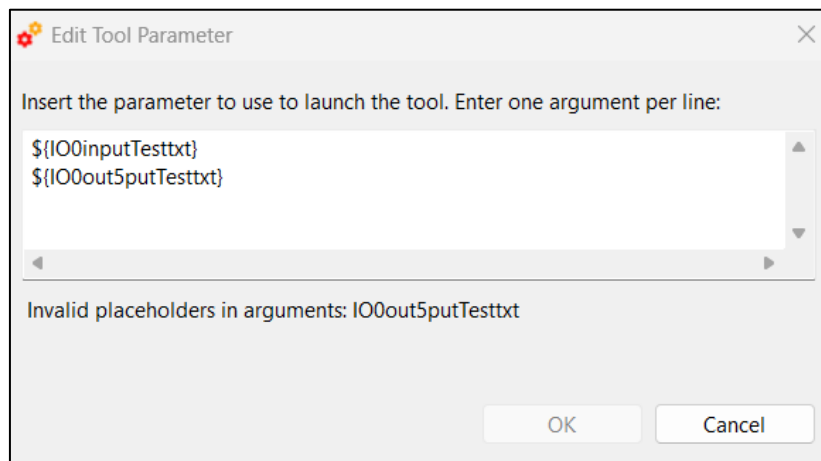 Edit Tool Parameter
Insert the parameter to use to launch the tool. Enter one argument per line:
${IO0inputTesttxt}
${IO0out5putTesttxt}
Invalid placeholders in arguments: IO0out5putTesttxt
OK
Cancel